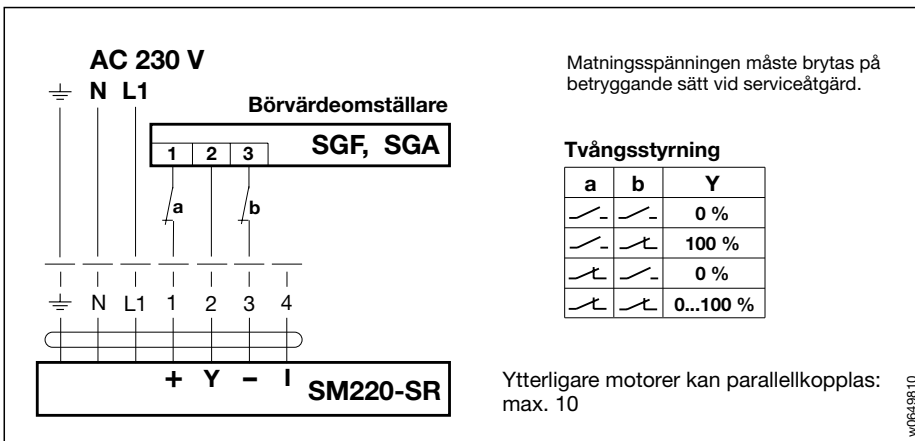 AC 230 V
N L1
Börvärdeomställare
SGF, SGA
1 2 3
a b
N L1 1 2 3 4
+ Y – I
SM220-SR
Matningsspänningen måste brytas på
betryggande sätt vid serviceåtgärd.
Tvångsstyrning
a b Y
0 %
100 %
0 %
0...100 %
Ytterligare motorer kan parallellkopplas:
max. 10
w0649810